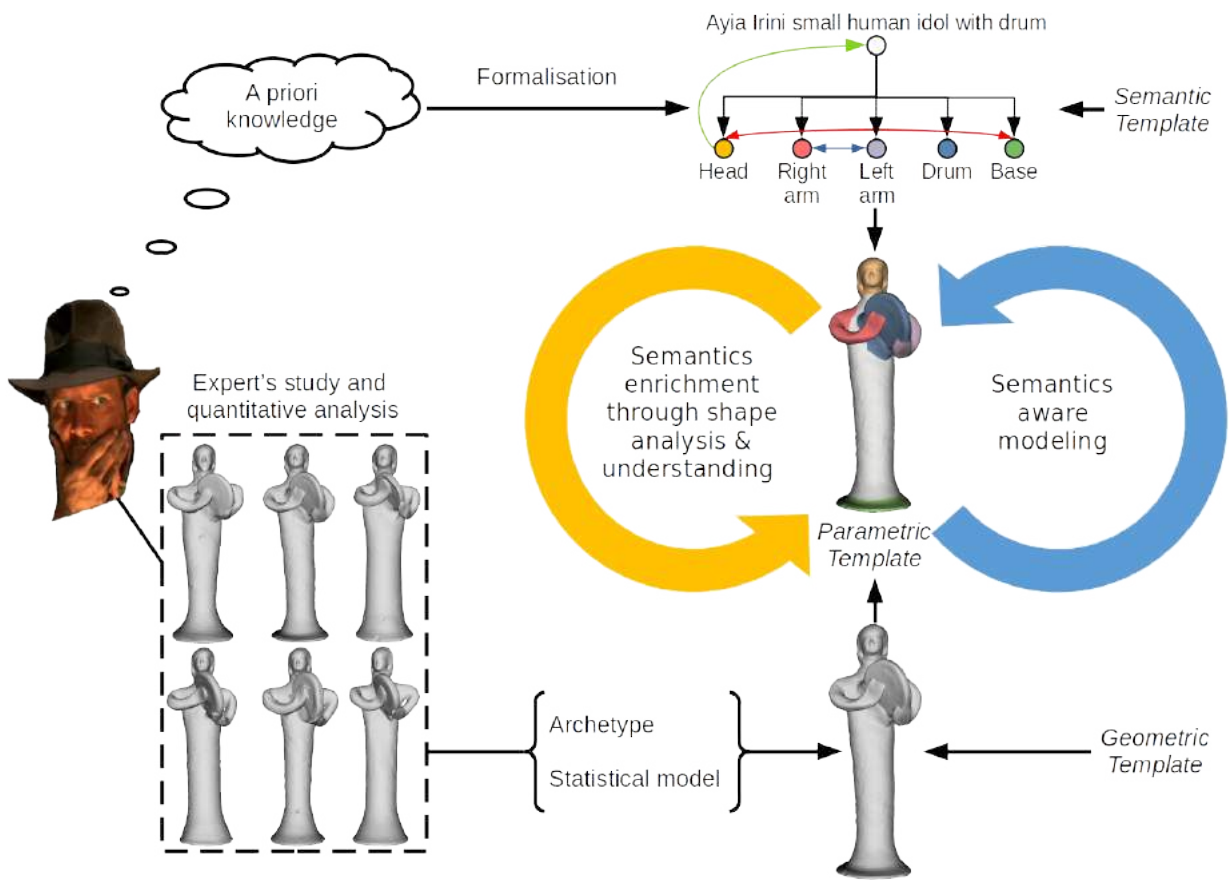 Ayia Irini small human idol with drum
A priori
knowledge
Formalisation
Semantic
Template
Head
Right
arm
Left
arm
Drum
Base
Expert's study and
quantitative analysis
Semantics
enrichment
through shape
analysis &
understanding
Semantics
aware
modeling
Parametric
Template
Archetype
Statistical model
Geometric
Template